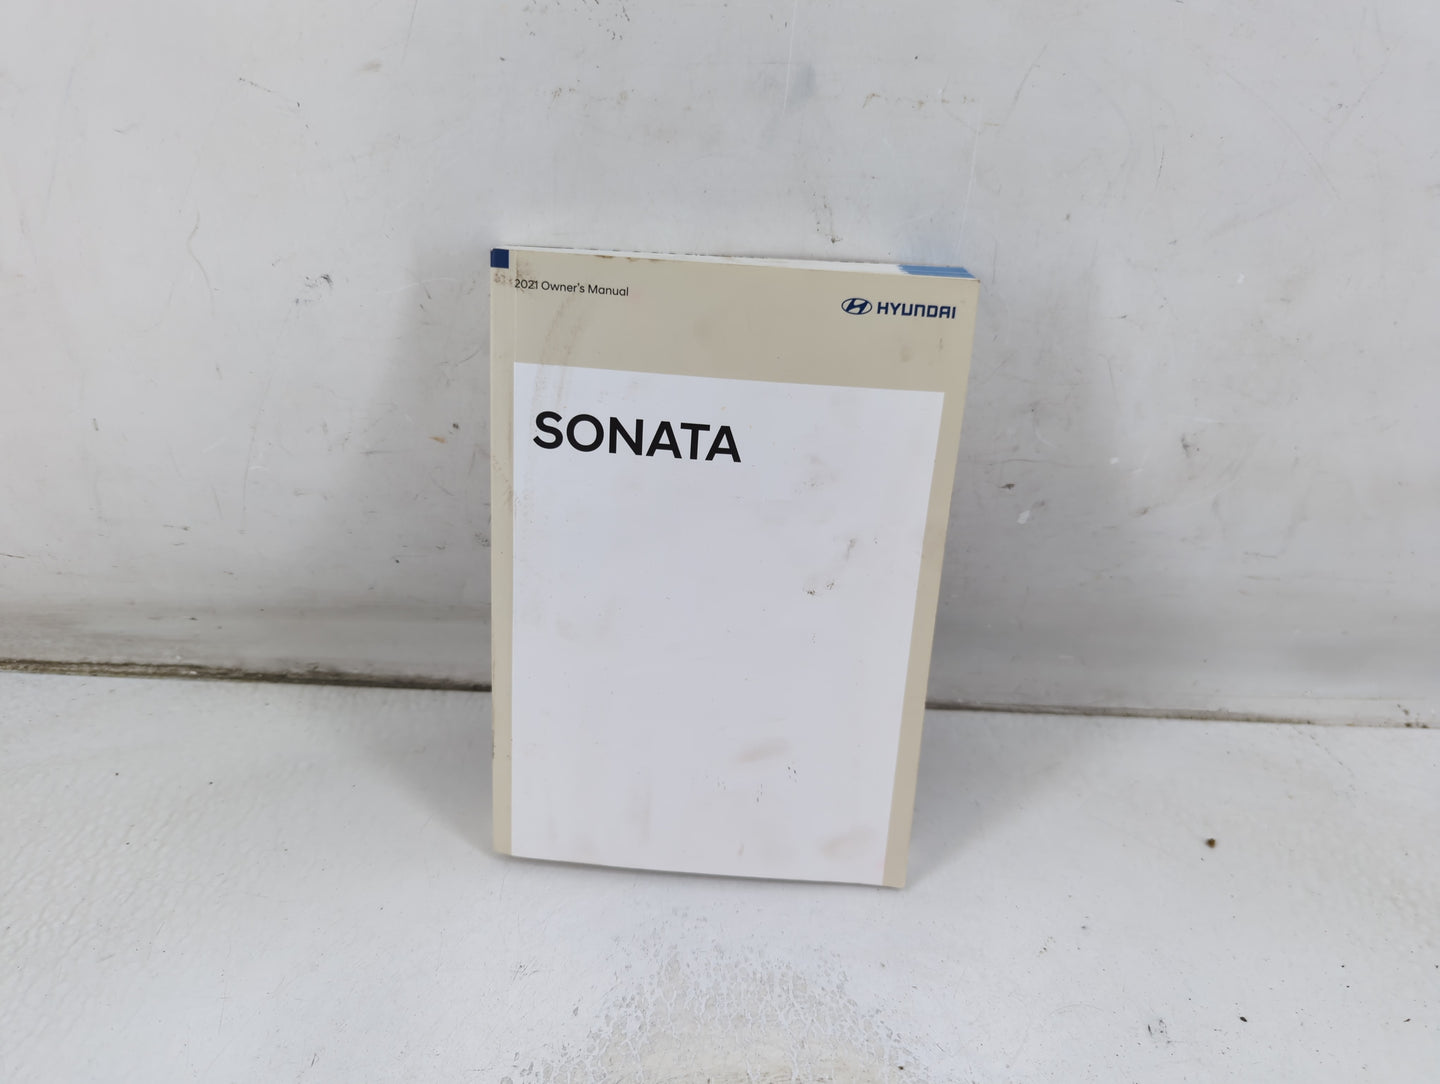 2021 Owner's Manual
HYUNDAI
SONATA